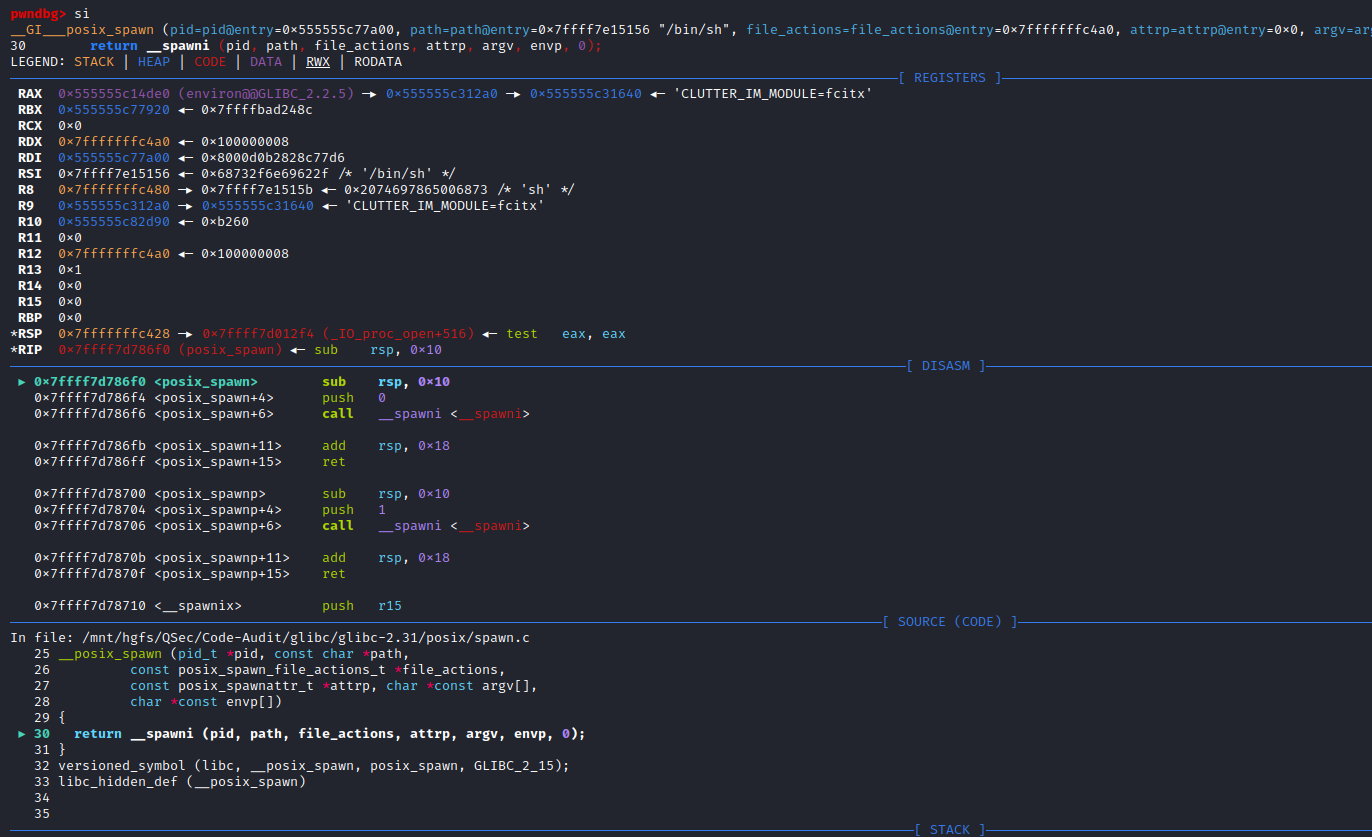 pwndbg> si
__GI___posix_spawn (pid=pid@entry=0×555555c77a00, path=path@entry=0×7ffff7e15156 "/bin/sh", file_actions=file_actions@entry=0×7fffffffc4a0, attrp=attrp@entry=0×0, argv=ar
30        return __spawni (pid, path, file_actions, attrp, argv, envp, 0);
LEGEND: STACK | HEAP | CODE | DATA | RWX | RODATA
[ REGISTERS ]
RAX  0×555555c14de0 (environ@@GLIBC_2.2.5) —▸ 0×555555c312a0 —▸ 0×555555c31640 ◂— 'CLUTTER_IM_MODULE=fcitx'
RBX  0×555555c77920 ◂— 0×7ffffbad248c
RCX  0×0
RDX  0×7fffffffc4a0 ◂— 0×100000008
RDI  0×555555c77a00 ◂— 0×8000d0b2828c77d6
RSI  0×7ffff7e15156 ◂— 0×68732f6e69622f /* '/bin/sh' */
R8   0×7fffffffc480 —▸ 0×7ffff7e1515b ◂— 0×2074697865006873 /* 'sh' */
R9   0×555555c312a0 —▸ 0×555555c31640 ◂— 'CLUTTER_IM_MODULE=fcitx'
R10  0×555555c82d90 ◂— 0×b260
R11  0×0
R12  0×7fffffffc4a0 ◂— 0×100000008
R13  0×1
R14  0×0
R15  0×0
RBP  0×0
*RSP  0×7fffffffc428 —▸ 0×7ffff7d012f4 (_IO_proc_open+516) ◂— test   eax, eax
*RIP  0×7ffff7d786f0 (posix_spawn) ◂— sub    rsp, 0×10
[ DISASM ]
► 0×7ffff7d786f0 <posix_spawn>        sub    rsp, 0×10
0×7ffff7d786f4 <posix_spawn+4>      push   0
0×7ffff7d786f6 <posix_spawn+6>      call   __spawni <__spawni>
0×7ffff7d786fb <posix_spawn+11>     add    rsp, 0×18
0×7ffff7d786ff <posix_spawn+15>     ret
0×7ffff7d78700 <posix_spawnp>       sub    rsp, 0×10
0×7ffff7d78704 <posix_spawnp+4>     push   1
0×7ffff7d78706 <posix_spawnp+6>     call   __spawni <__spawni>
0×7ffff7d7870b <posix_spawnp+11>    add    rsp, 0×18
0×7ffff7d7870f <posix_spawnp+15>    ret
0×7ffff7d78710 <__spawnix>          push   r15
[ SOURCE (CODE) ]
In file: /mnt/hgfs/QSec/Code-Audit/glibc/glibc-2.31/posix/spawn.c
25 __posix_spawn (pid_t *pid, const char *path,
26          const posix_spawn_file_actions_t *file_actions,
27          const posix_spawnattr_t *attrp, char *const argv[],
28          char *const envp[])
29 {
► 30   return __spawni (pid, path, file_actions, attrp, argv, envp, 0);
31 }
32 versioned_symbol (libc, __posix_spawn, posix_spawn, GLIBC_2_15);
33 libc_hidden_def (__posix_spawn)
34
35
[ STACK ]